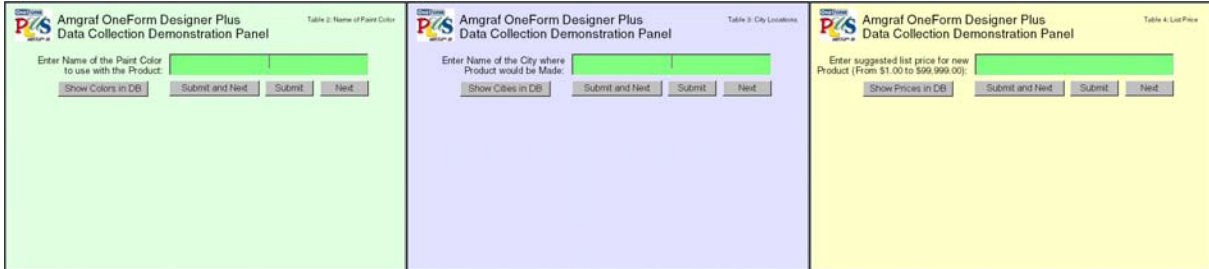 Amgraf OneForm Designer Plus
Data Collection Demonstration Panel
Table 2: Name of Paint Color
Enter Name of the Paint Color
to use with the Product:
Show Colors in DB
Submit and Next
Submit
Next
Amgraf OneForm Designer Plus
Data Collection Demonstration Panel
Table 3: City Locations
Enter Name of the City where
Product would be Made:
Show Cities in DB
Submit and Next
Submit
Next
Amgraf OneForm Designer Plus
Data Collection Demonstration Panel
Table 4: List Price
Enter suggested list price for new
Product (From $1.00 to $99,999.00):
Show Prices in DB
Submit and Next
Submit
Next